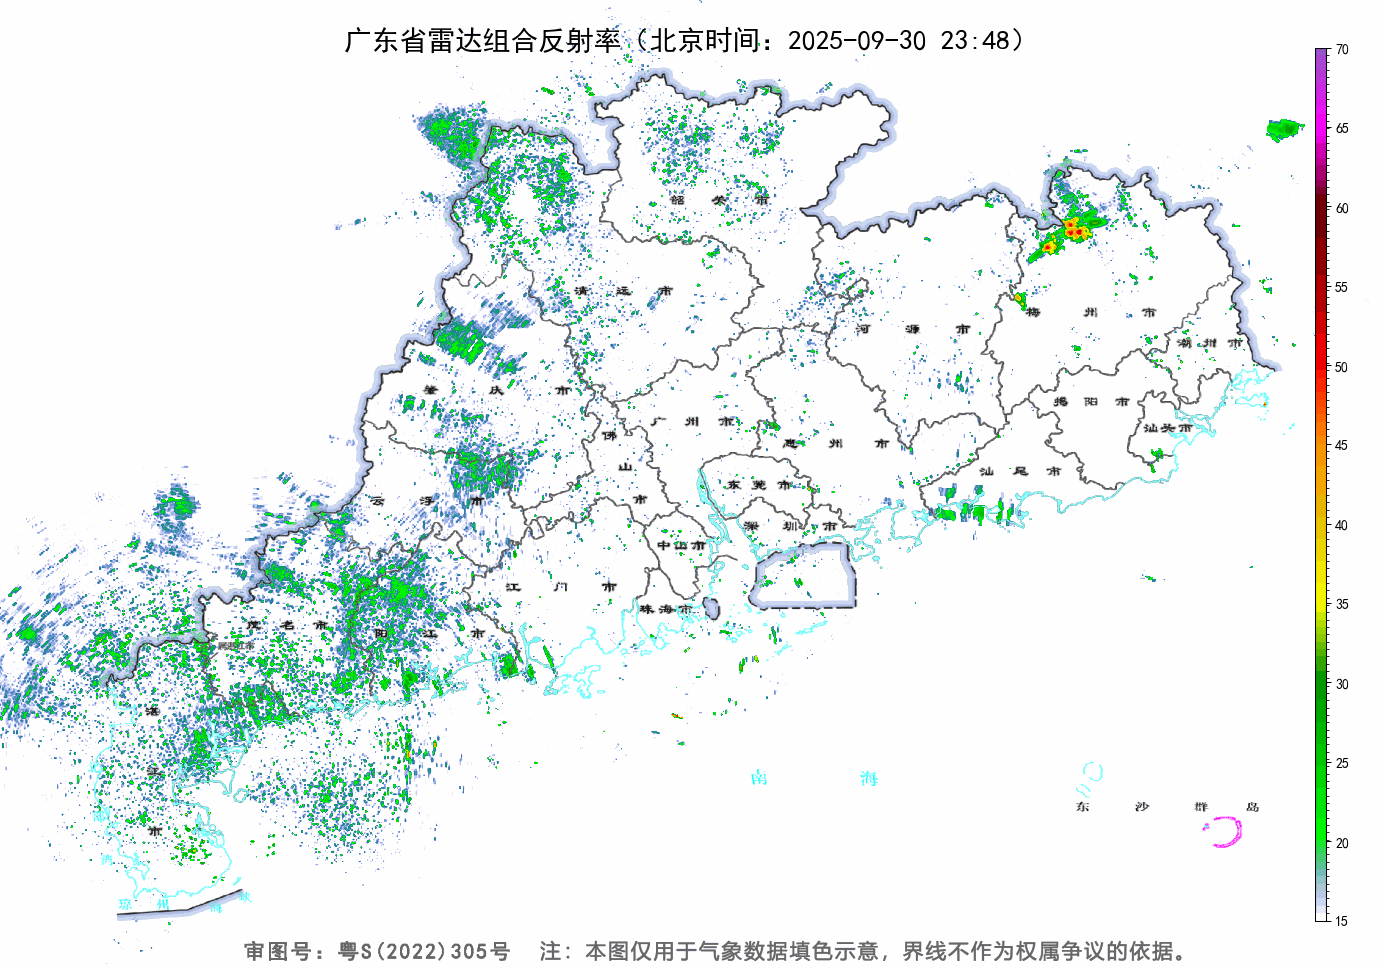 广东省雷达组合反射率（北京时间：2025-09-30 23:48）
70
65
60
55
50
45
40
35
30
25
20
15
韶 关 市
清 远 市
河 源 市
梅 州 市
潮 州 市
肇 庆 市
广 州 市
佛 山 市
惠 州 市
揭 阳 市
汕头市
汕 尾 市
东 莞 市
云 浮 市
深 圳 市
中山市
江 门 市
珠海市
茂 名 市
阳 江 市
湛 江 市
南 海
东 沙 群 岛
湾
琼 州 海 峡
审图号：粤S(2022)305号 注：本图仅用于气象数据填色示意，界线不作为权属争议的依据。